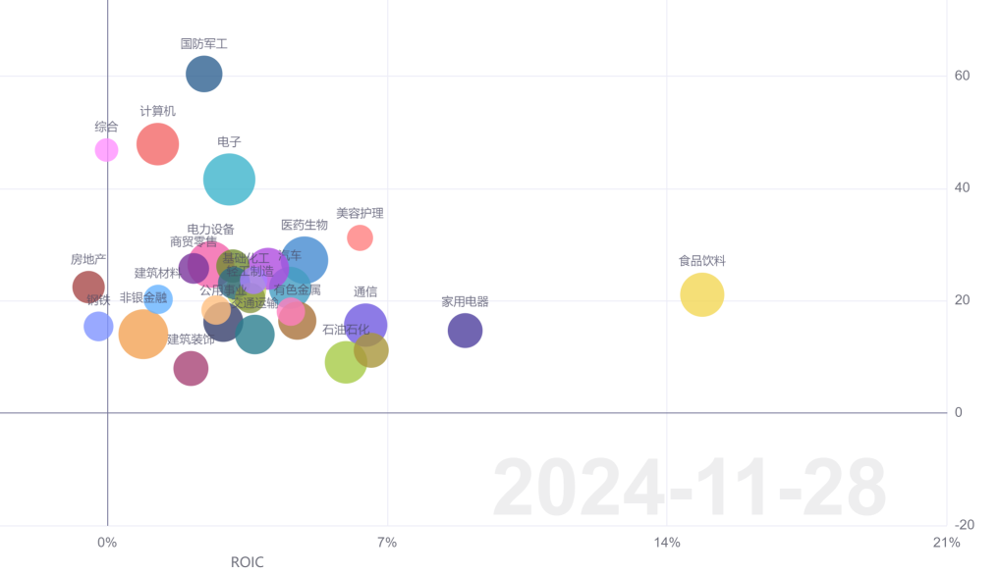 国防军工
60
计算机
综合
电子
40
美容护理
医药生物
电力设备
商贸零售
汽车
房地产
基础化工
食品饮料
建筑材料
轻工制造
公用事业
有色金属
通信
钢铁
非银金融
20
交通运输
家用电器
石油石化
建筑装饰
0
2024-11-28
-20
0%
7%
14%
21%
ROIC